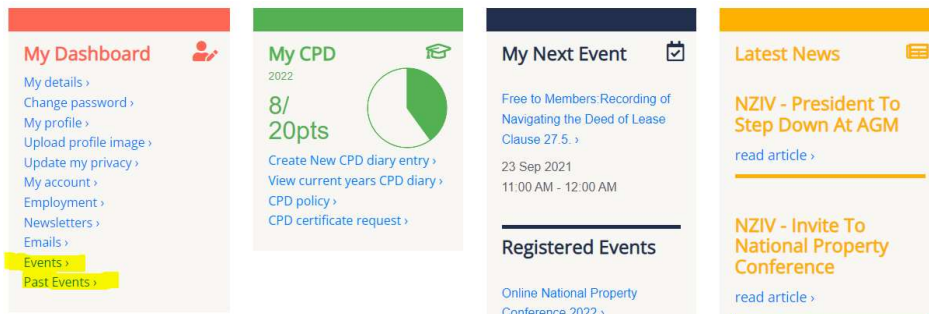 My Dashboard
My details ›
Change password ›
My profile ›
Upload profile image ›
Update my privacy ›
My account ›
Employment ›
Newsletters ›
Emails ›
Events ›
Past Events ›
My CPD
2022
8/
20pts
Create New CPD diary entry ›
View current years CPD diary ›
CPD policy ›
CPD certificate request ›
My Next Event
Free to Members:Recording of
Navigating the Deed of Lease
Clause 27.5. ›
23 Sep 2021
11:00 AM - 12:00 AM
Registered Events
Online National Property
Conference 2022 ›
Latest News
NZIV - President To
Step Down At AGM
read article ›
NZIV - Invite To
National Property
Conference
read article ›